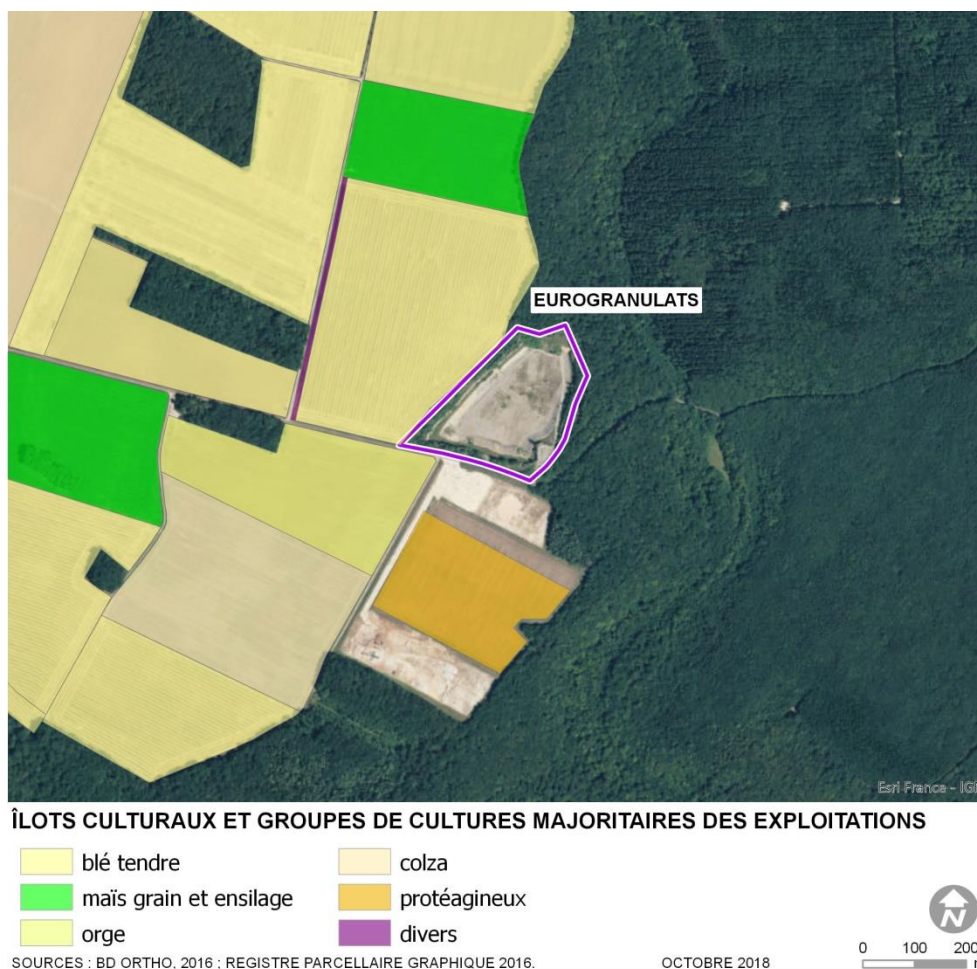 EUROGRANULATS
Esri France - IG
ÎLOTS CULTURAUX ET GROUPES DE CULTURES MAJORITAIRES DES EXPLOITATIONS
blé tendre
colza
maïs grain et ensilage
protéagineux
orge
divers
N
0 100 200
SOURCES : BD ORTHO, 2016 ; REGISTRE PARCELLAIRE GRAPHIQUE 2016.
OCTOBRE 2018